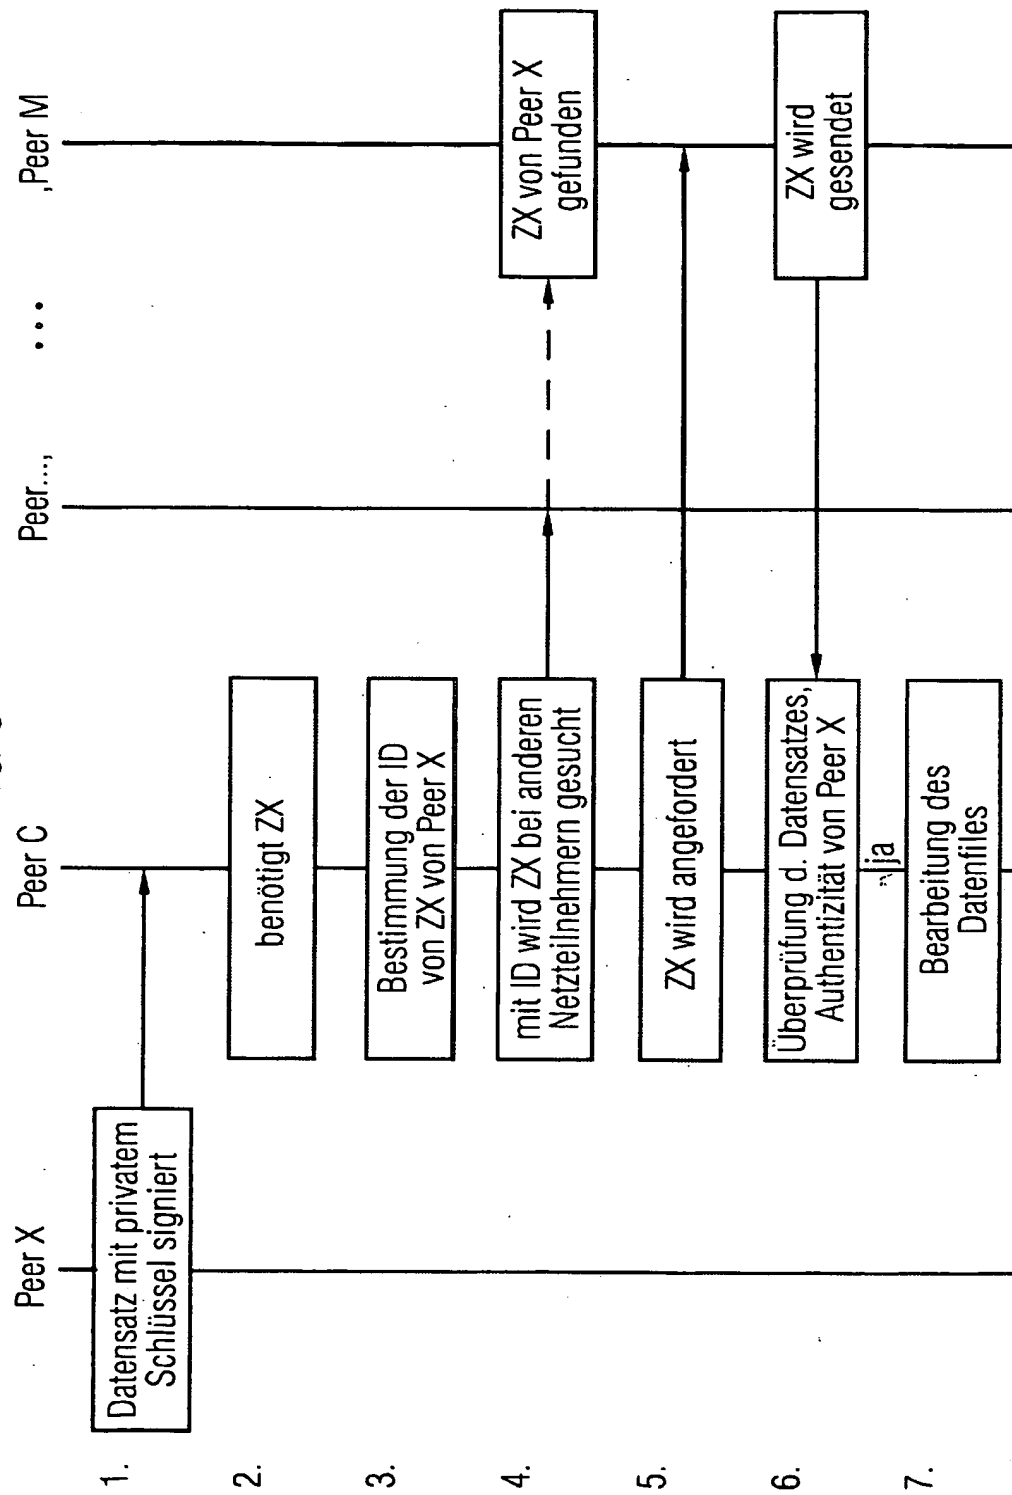 Peer X
Peer C
Peer...,
...
,Peer M
1.
Datensatz mit privatem
Schlüssel signiert
2.
benötigt ZX
3.
Bestimmung der ID
von ZX von Peer X
4.
mit ID wird ZX bei anderen
Netzteilnehmern gesucht
ZX von Peer X
gefunden
5.
ZX wird angefordert
6.
Überprüfung d. Datensatzes,
Authentizität von Peer X
ZX wird
gesendet
ja
7.
Bearbeitung des
Datenfiles